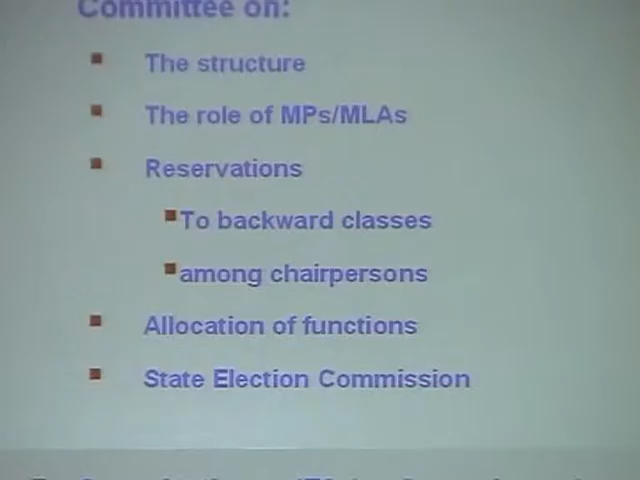 Committee on:
The structure
The role of MPs/MLAs
Reservations
To backward classes
among chairpersons
Allocation of functions
State Election Commission